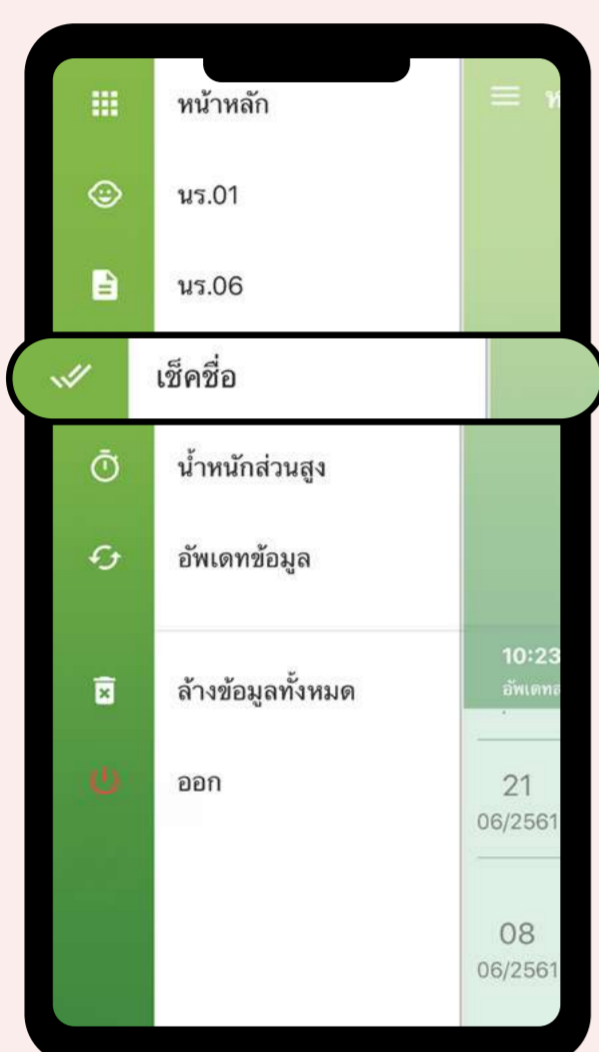 หน้าหลัก
นร.01
นร.06
เช็คชื่อ
น้ำหนักส่วนสูง
อัพเดทข้อมูล
ล้างข้อมูลทั้งหมด
ออก
10:23
21
06/2561
08
06/2561